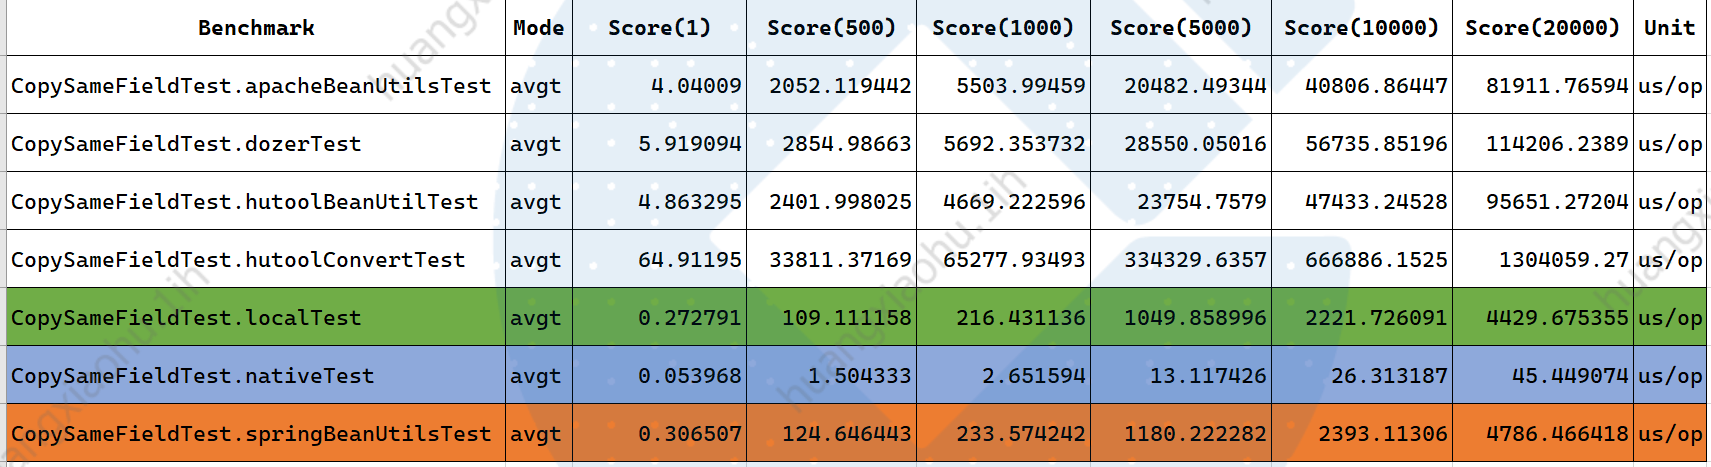 Benchmark Mode Score(1) Score(500) Score(1000) Score(5000) Score(10000) Score(20000) Unit
CopySameFieldTest.apacheBeanUtilsTest avgt 4.04009 2052.119442 5503.99459 20482.49344 40806.86447 81911.76594 us/op
CopySameFieldTest.dozerTest avgt 5.919094 2854.98663 5692.353732 28550.05016 56735.85196 114206.2389 us/op
CopySameFieldTest.hutoolBeanUtilTest avgt 4.863295 2401.998025 4669.222596 23754.7579 47433.24528 95651.27204 us/op
CopySameFieldTest.hutoolConvertTest avgt 64.91195 33811.37169 65277.93493 334329.6357 666886.1525 1304059.27 us/op
CopySameFieldTest.localTest avgt 0.272791 109.111158 216.431136 1049.858996 2221.726091 4429.675355 us/op
CopySameFieldTest.nativeTest avgt 0.053968 1.504333 2.651594 13.117426 26.313187 45.449074 us/op
CopySameFieldTest.springBeanUtilsTest avgt 0.306507 124.646443 233.574242 1180.222282 2393.11306 4786.466418 us/op
huangxiaohu.1ih